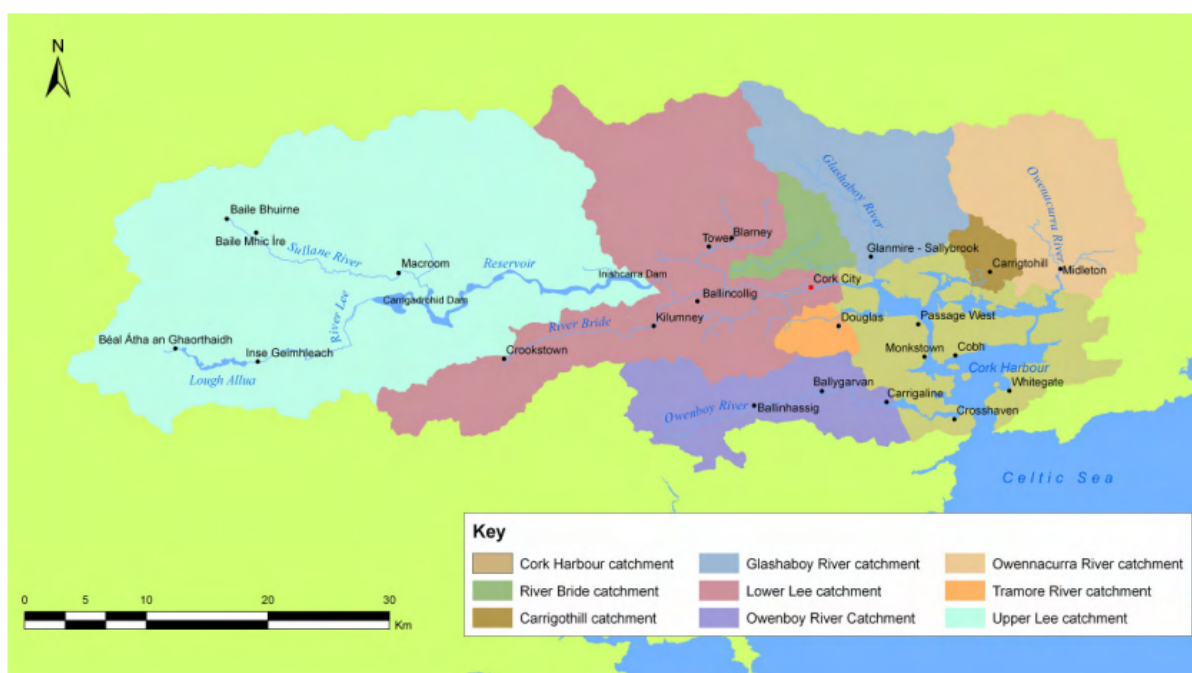 N
Baile Bhuirne
Baile Mhic Íre
Sullane River
Macroom
Reservoir
Inishcarra Dam
Carrigadrohid Dam
River Lee
Béal Átha an Ghaorthaidh
Inse Geimhleach
Lough Allua
Crookstown
River Bride
Kilumney
Ballincollig
Tower
Blarney
Glashaboy River
Glanmire - Sallybrook
Cork City
Owenacurra River
Carrigtohill
Midleton
Douglas
Passage West
Monkstown
Cobh
Cork Harbour
Whitegate
Ballygarvan
Carrigaline
Owenboy River
Ballinhassig
Crosshaven
Celtic Sea
Key
Cork Harbour catchment
Glashaboy River catchment
Owennacurra River catchment
River Bride catchment
Lower Lee catchment
Tramore River catchment
Carrigothill catchment
Owenboy River Catchment
Upper Lee catchment
0 5 10 20 30
Km